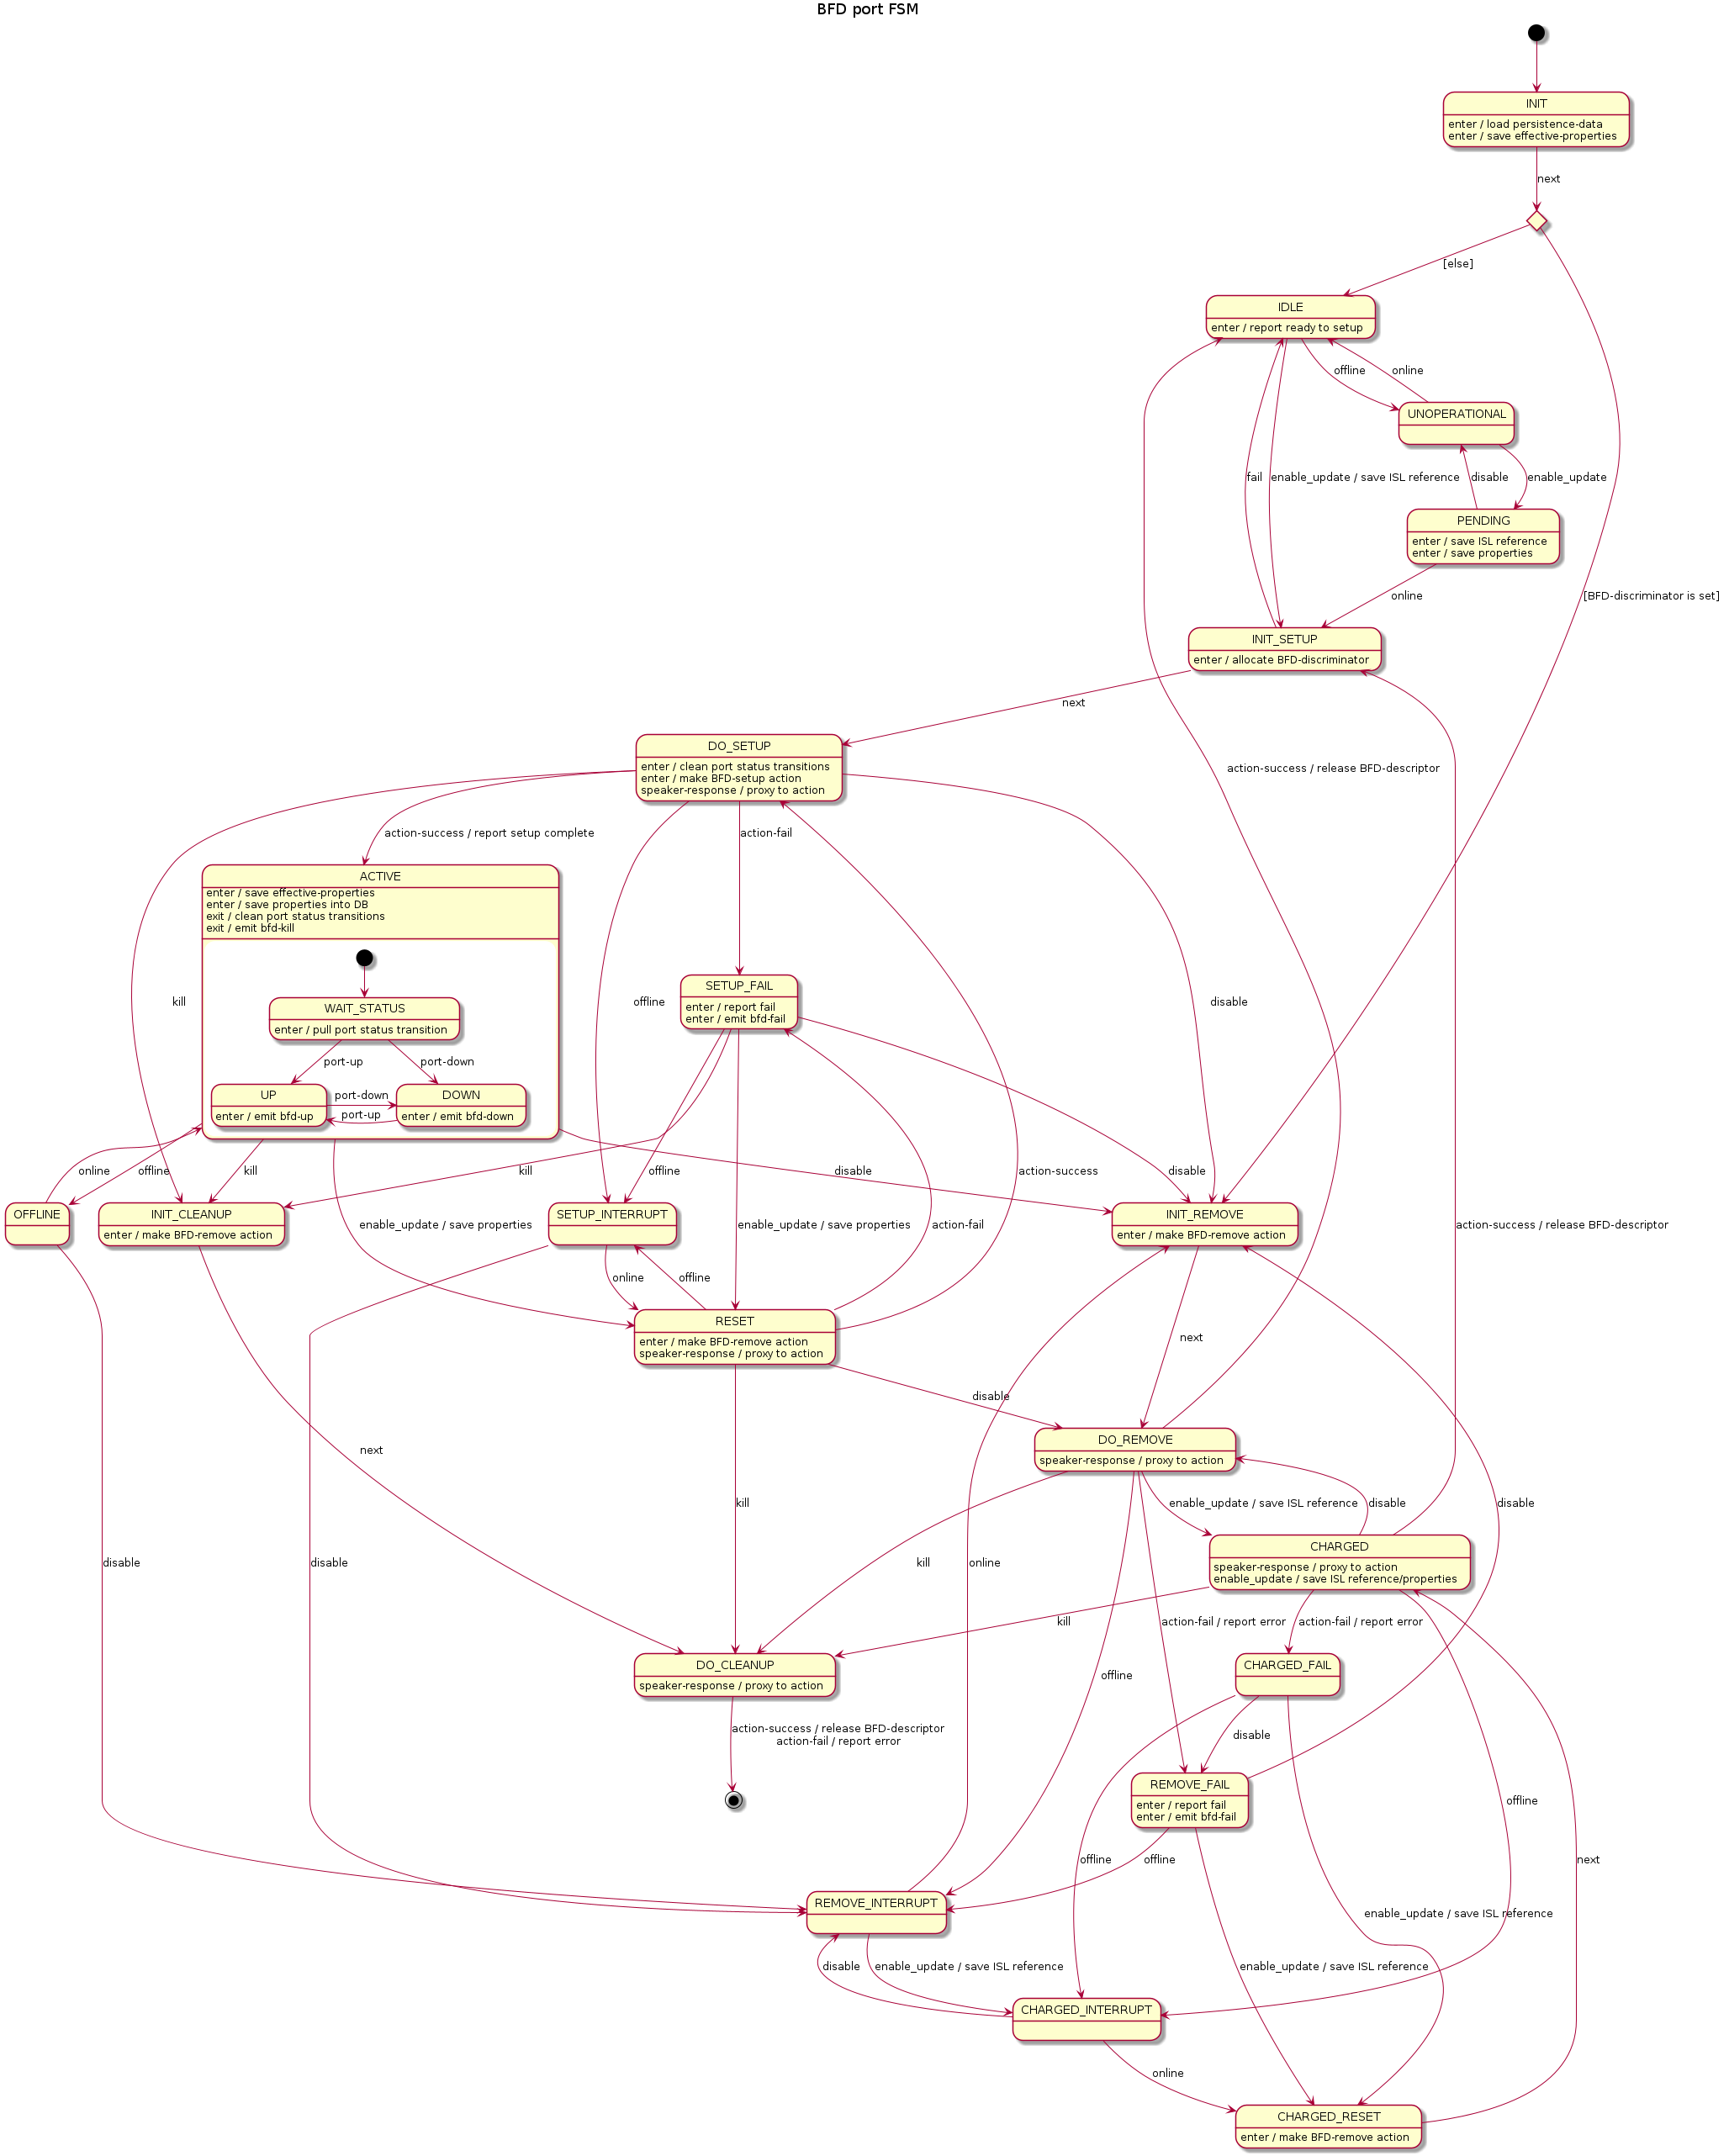 BFD port FSM
INIT
enter / load persistence-data
enter / save effective-properties
next
[else]
IDLE
enter / report ready to setup
offline
online
UNOPERATIONAL
fail
enable_update / save ISL reference
disable
enable_update
PENDING
enter / save ISL reference
enter / save properties
online
[BFD-discriminator is set]
INIT_SETUP
enter / allocate BFD-discriminator
next
DO_SETUP
enter / clean port status transitions
enter / make BFD-setup action
speaker-response / proxy to action
action-success / release BFD-descriptor
action-success / report setup complete
action-fail
ACTIVE
enter / save effective-properties
enter / save properties into DB
exit / clean port status transitions
exit / emit bfd-kill
WAIT_STATUS
enter / pull port status transition
port-up
port-down
UP
enter / emit bfd-up
port-down
port-up
DOWN
enter / emit bfd-down
kill
offline
SETUP_FAIL
enter / report fail
enter / emit bfd-fail
disable
online
offline
kill
kill
offline
disable
action-success
disable
OFFLINE
INIT_CLEANUP
enter / make BFD-remove action
enable_update / save properties
SETUP_INTERRUPT
enable_update / save properties
action-fail
INIT_REMOVE
enter / make BFD-remove action
action-success / release BFD-descriptor
online
offline
RESET
enter / make BFD-remove action
speaker-response / proxy to action
next
disable
next
DO_REMOVE
speaker-response / proxy to action
kill
enable_update / save ISL reference
disable
disable
CHARGED
speaker-response / proxy to action
enable_update / save ISL reference/properties
disable
disable
kill
online
kill
action-fail / report error
action-fail / report error
DO_CLEANUP
speaker-response / proxy to action
offline
CHARGED_FAIL
action-success / release BFD-descriptor
action-fail / report error
disable
REMOVE_FAIL
enter / report fail
enter / emit bfd-fail
offline
offline
offline
next
REMOVE_INTERRUPT
enable_update / save ISL reference
disable
enable_update / save ISL reference
enable_update / save ISL reference
CHARGED_INTERRUPT
online
CHARGED_RESET
enter / make BFD-remove action